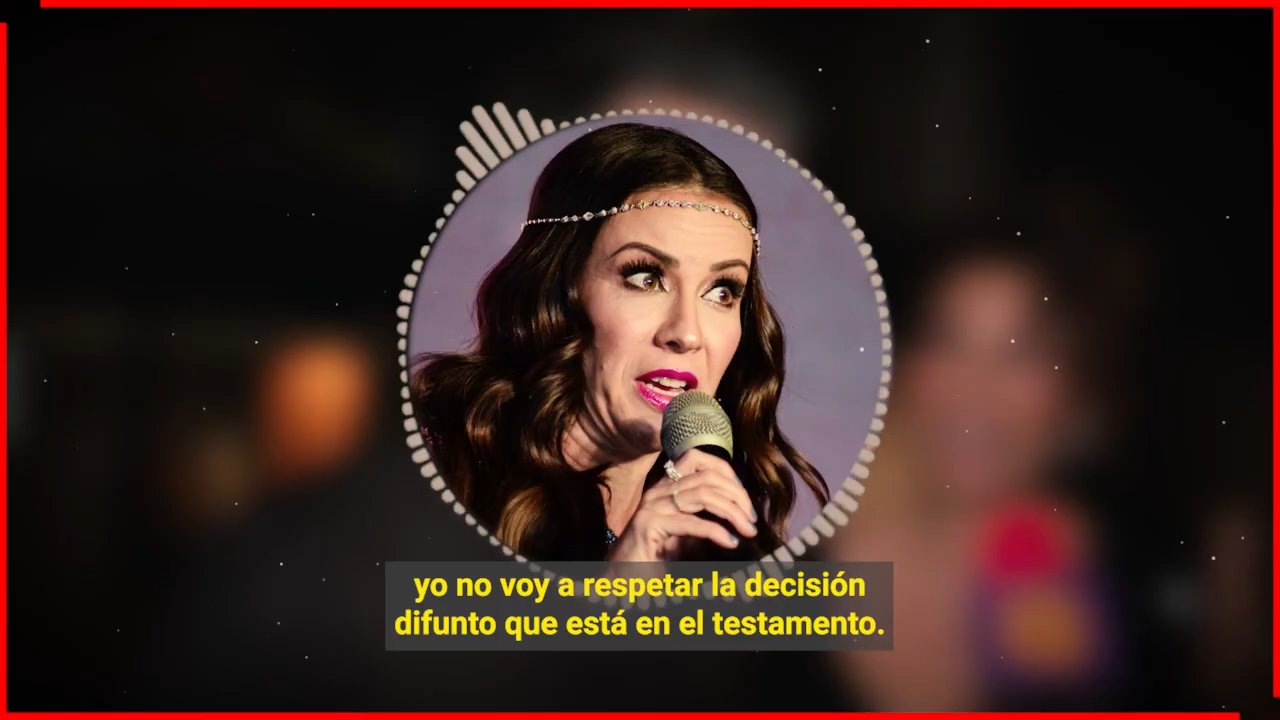 yo no voy a respetar la decisión
difunto que está en el testamento.